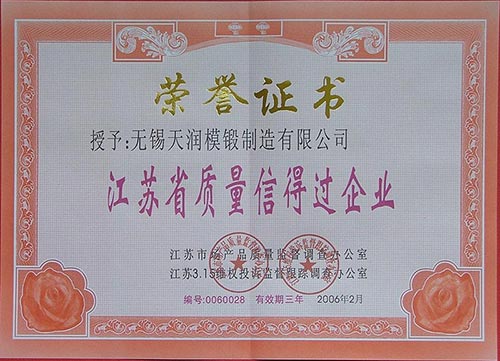 荣誉证书
授予:无锡天润模锻制造有限公司
江苏省质量信得过企业
江苏市场产品质量监督调查办公室
江苏3.15维权投诉监督跟踪调查办公室
编号:0060028 有效期三年 2006年2月